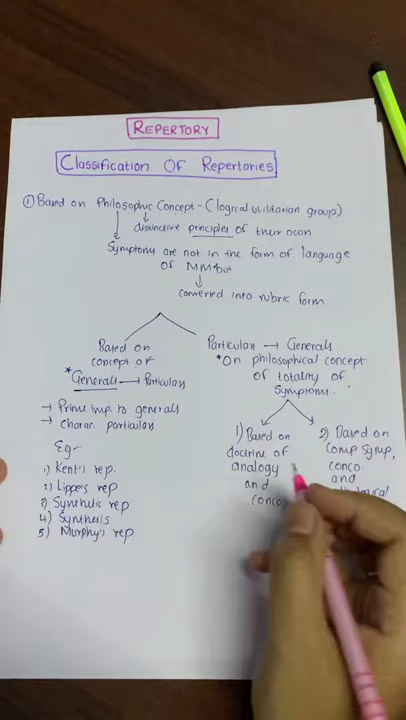 REPERTORY
Classification Of Repertories
① Based on Philosophic Concept - (logical utilitarian group)
distinctive principles of their own
Symptoms are not in the form of language
of MM but
converted into rubric form
Based on
concept of
* Generals → Particulars
→ Prime imp. to generals
→ Charac. particulars
Eg -
1) Kent's rep.
2) Lippe's rep
3) Synthetic rep
4) Synthesis
5) Murphy's rep
Particulars → Generals
* On philosophical concept
of totality of
Symptoms.
1) Based on
doctrine of
analogy
and
conco
2) Based on
Comp Symp,
conco
and